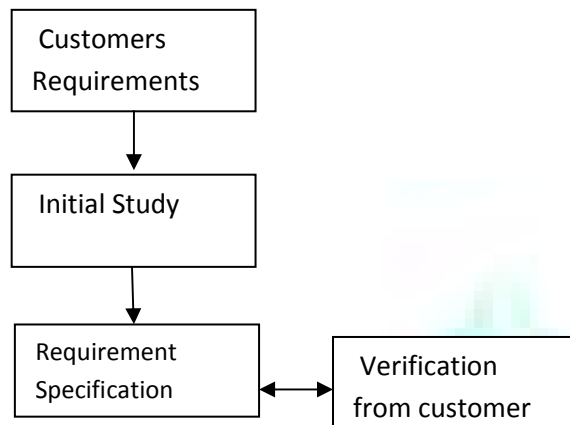 Customers
Requirements
Initial Study
Requirement
Specification
Verification
from customer